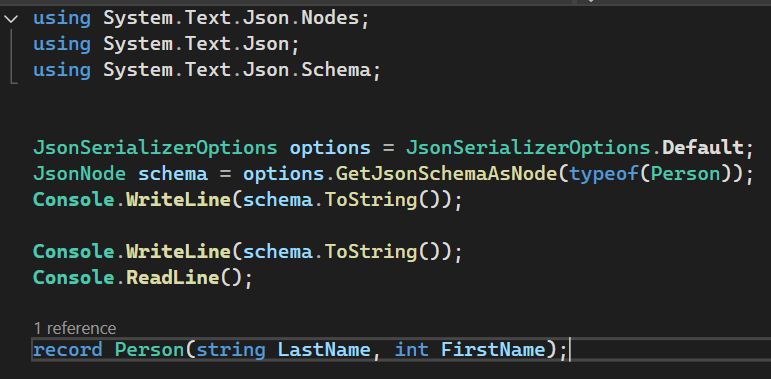 using System.Text.Json.Nodes;
using System.Text.Json;
using System.Text.Json.Schema;
JsonSerializerOptions options = JsonSerializerOptions.Default;
JsonNode schema = options.GetJsonSchemaAsNode(typeof(Person));
Console.WriteLine(schema.ToString());
Console.WriteLine(schema.ToString());
Console.ReadLine();
1 reference
record Person(string LastName, int FirstName);